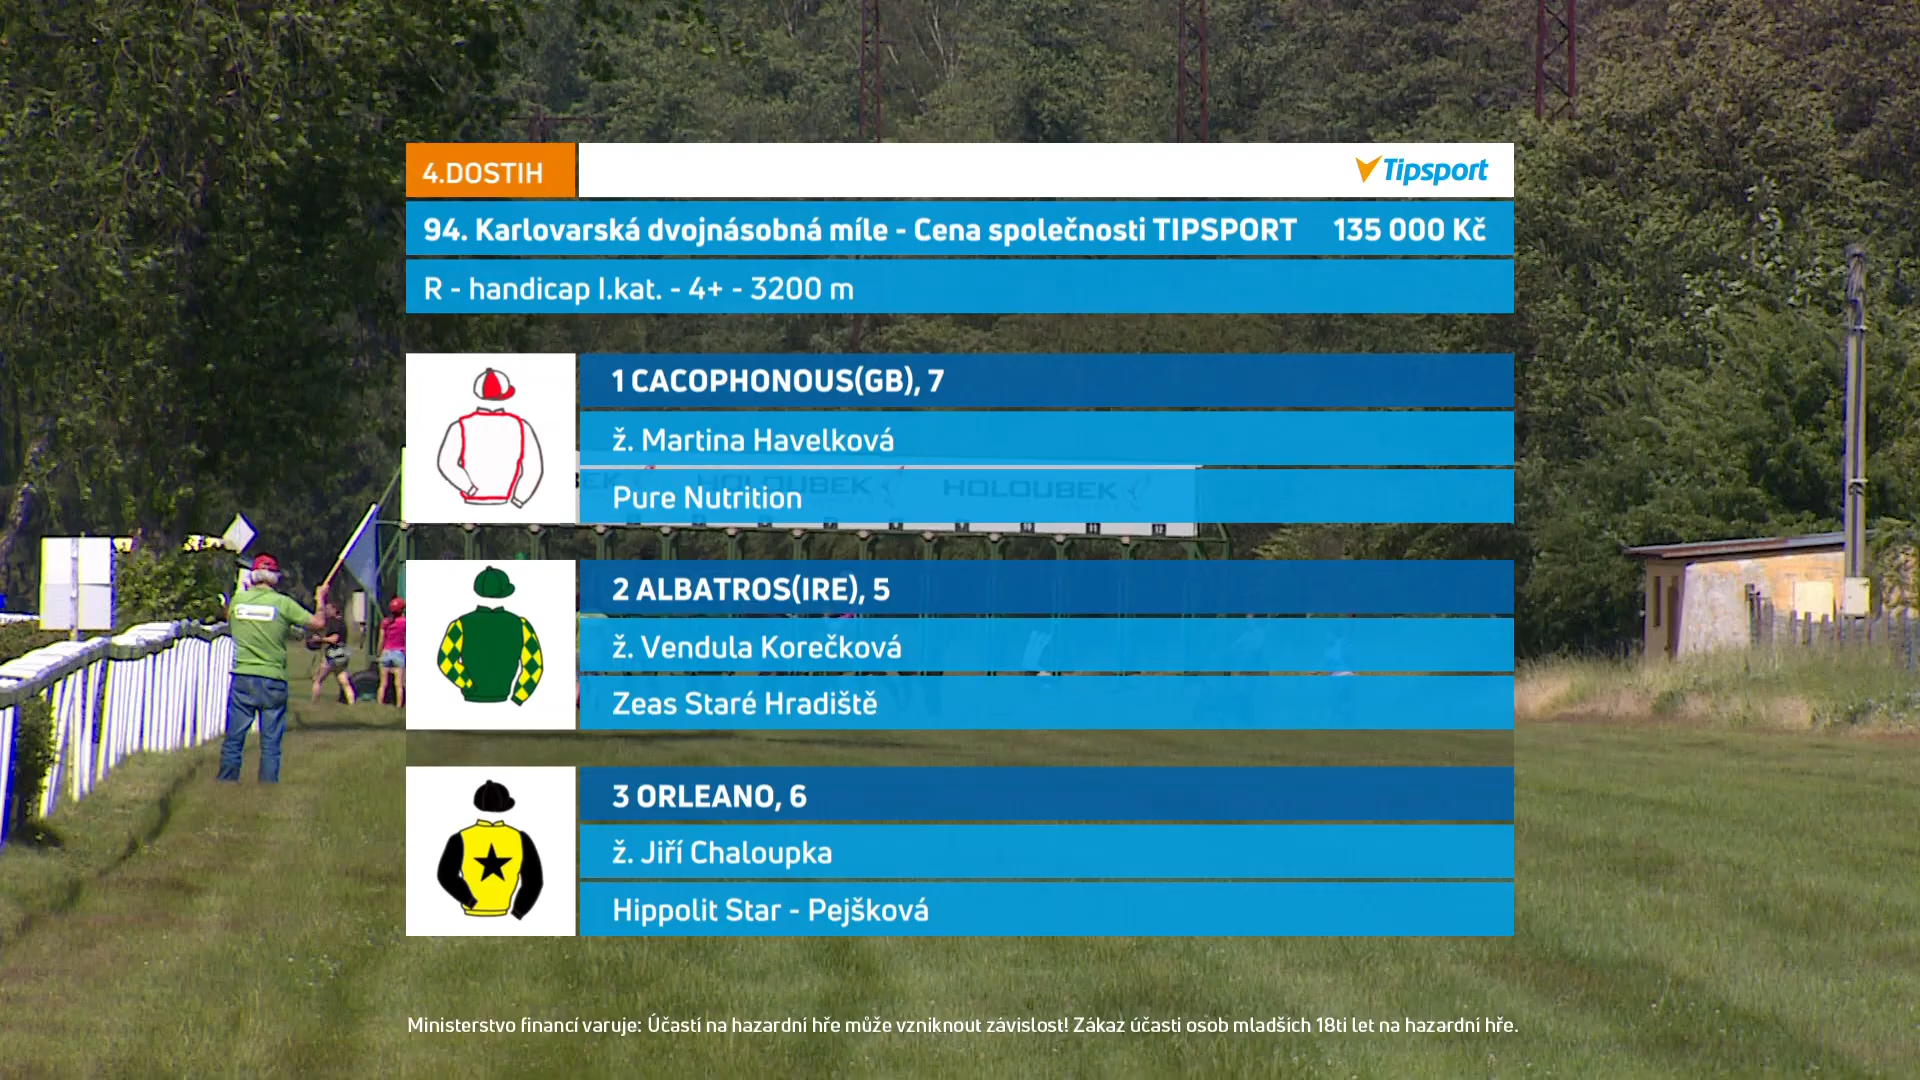 4.DOSTIH
Tipsport
94. Karlovarská dvojnásobná míle - Cena společnosti TIPSPORT 135 000 Kč
R - handicap I.kat. - 4+ - 3200 m
1 CACOPHONOUS(GB), 7
ž. Martina Havelková
HOLOUBEK HOLOUBEK
Pure Nutrition
2 ALBATROS(IRE), 5
ž. Vendula Korečková
Zeas Staré Hradiště
3 ORLEANO, 6
ž. Jiří Chaloupka
Hippolit Star - Pejšková
Ministerstvo financí varuje: Účastí na hazardní hře může vzniknout závislost! Zákaz účasti osob mladších 18ti let na hazardní hře.